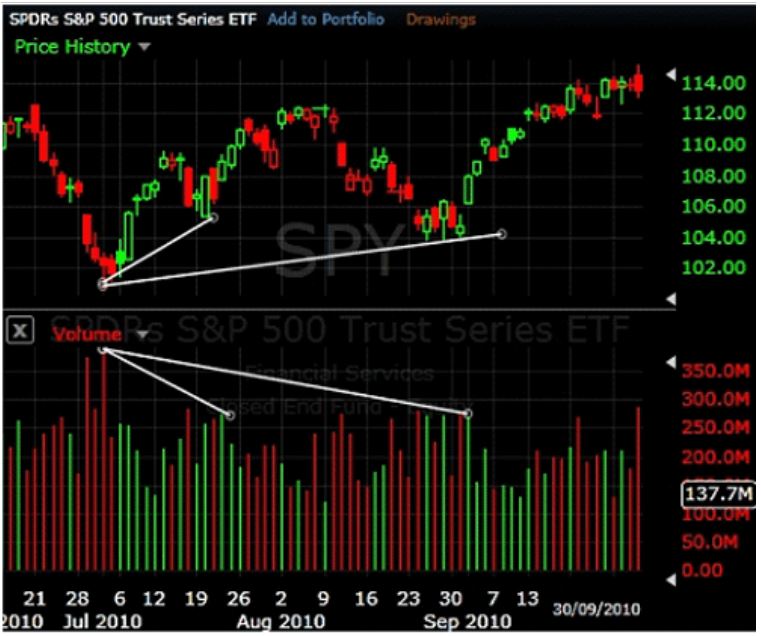 SPDRs S&P 500 Trust Series ETF Add to Portfolio Drawings
Price History
114.00
112.00
110.00
108.00
106.00
104.00
102.00
SPY
SPDRs S&P 500 Trust Series ETF
X Volume
Financial Services
Closed End Fund - Equity
350.0M
300.0M
250.0M
200.0M
137.7M
100.0M
50.0M
0.00
21 28 6 12 19 26 2 9 16 23 30 7 13
2010 Jul 2010 Aug 2010 Sep 2010 30/09/2010